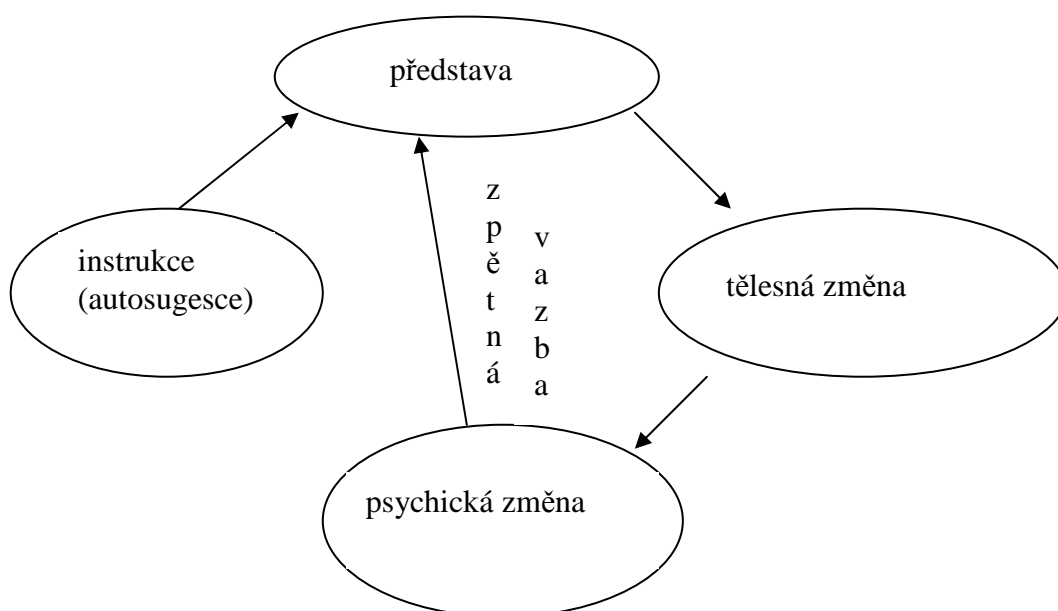 představa
zpětná
vazba
instrukce
(autosugesce)
tělesná změna
psychická změna